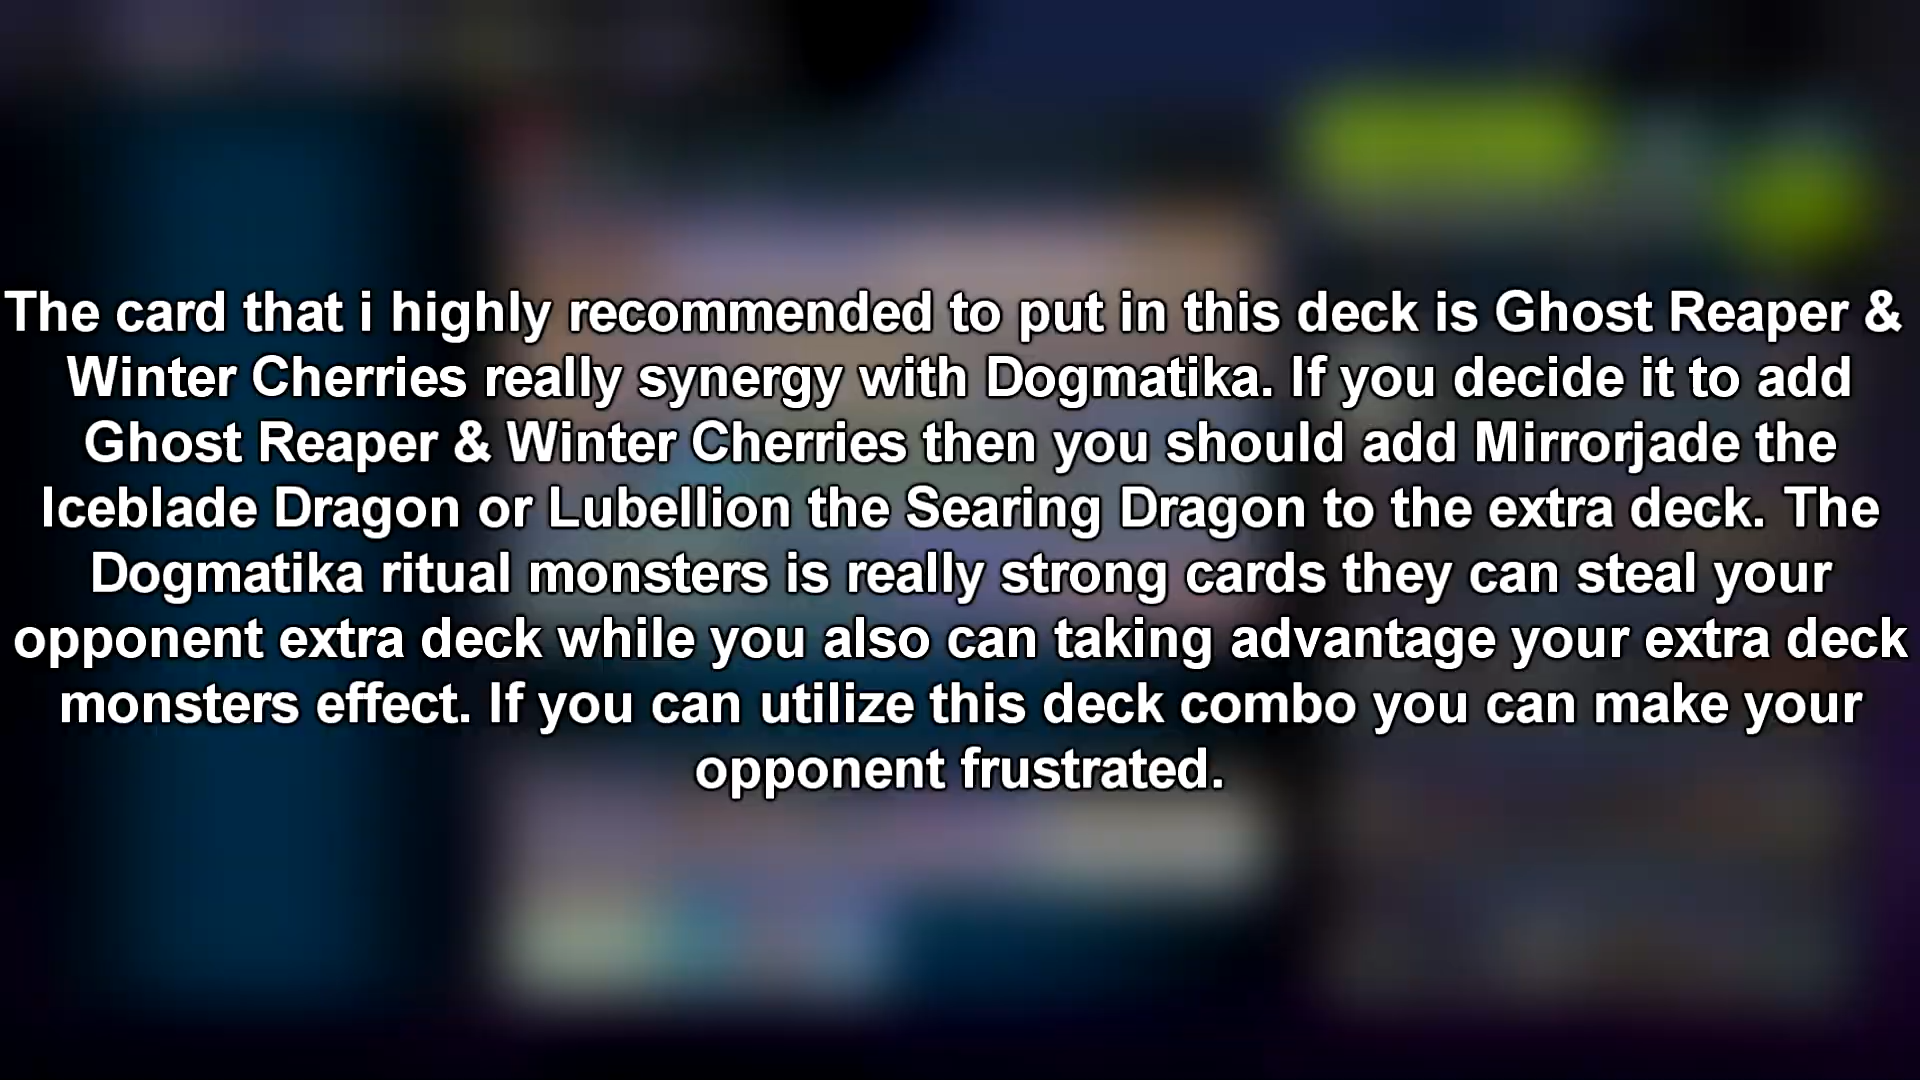 The card that i highly recommended to put in this deck is Ghost Reaper &
Winter Cherries really synergy with Dogmatika. If you decide it to add
Ghost Reaper & Winter Cherries then you should add Mirrorjade the
Iceblade Dragon or Lubellion the Searing Dragon to the extra deck. The
Dogmatika ritual monsters is really strong cards they can steal your
opponent extra deck while you also can taking advantage your extra deck
monsters effect. If you can utilize this deck combo you can make your
opponent frustrated.